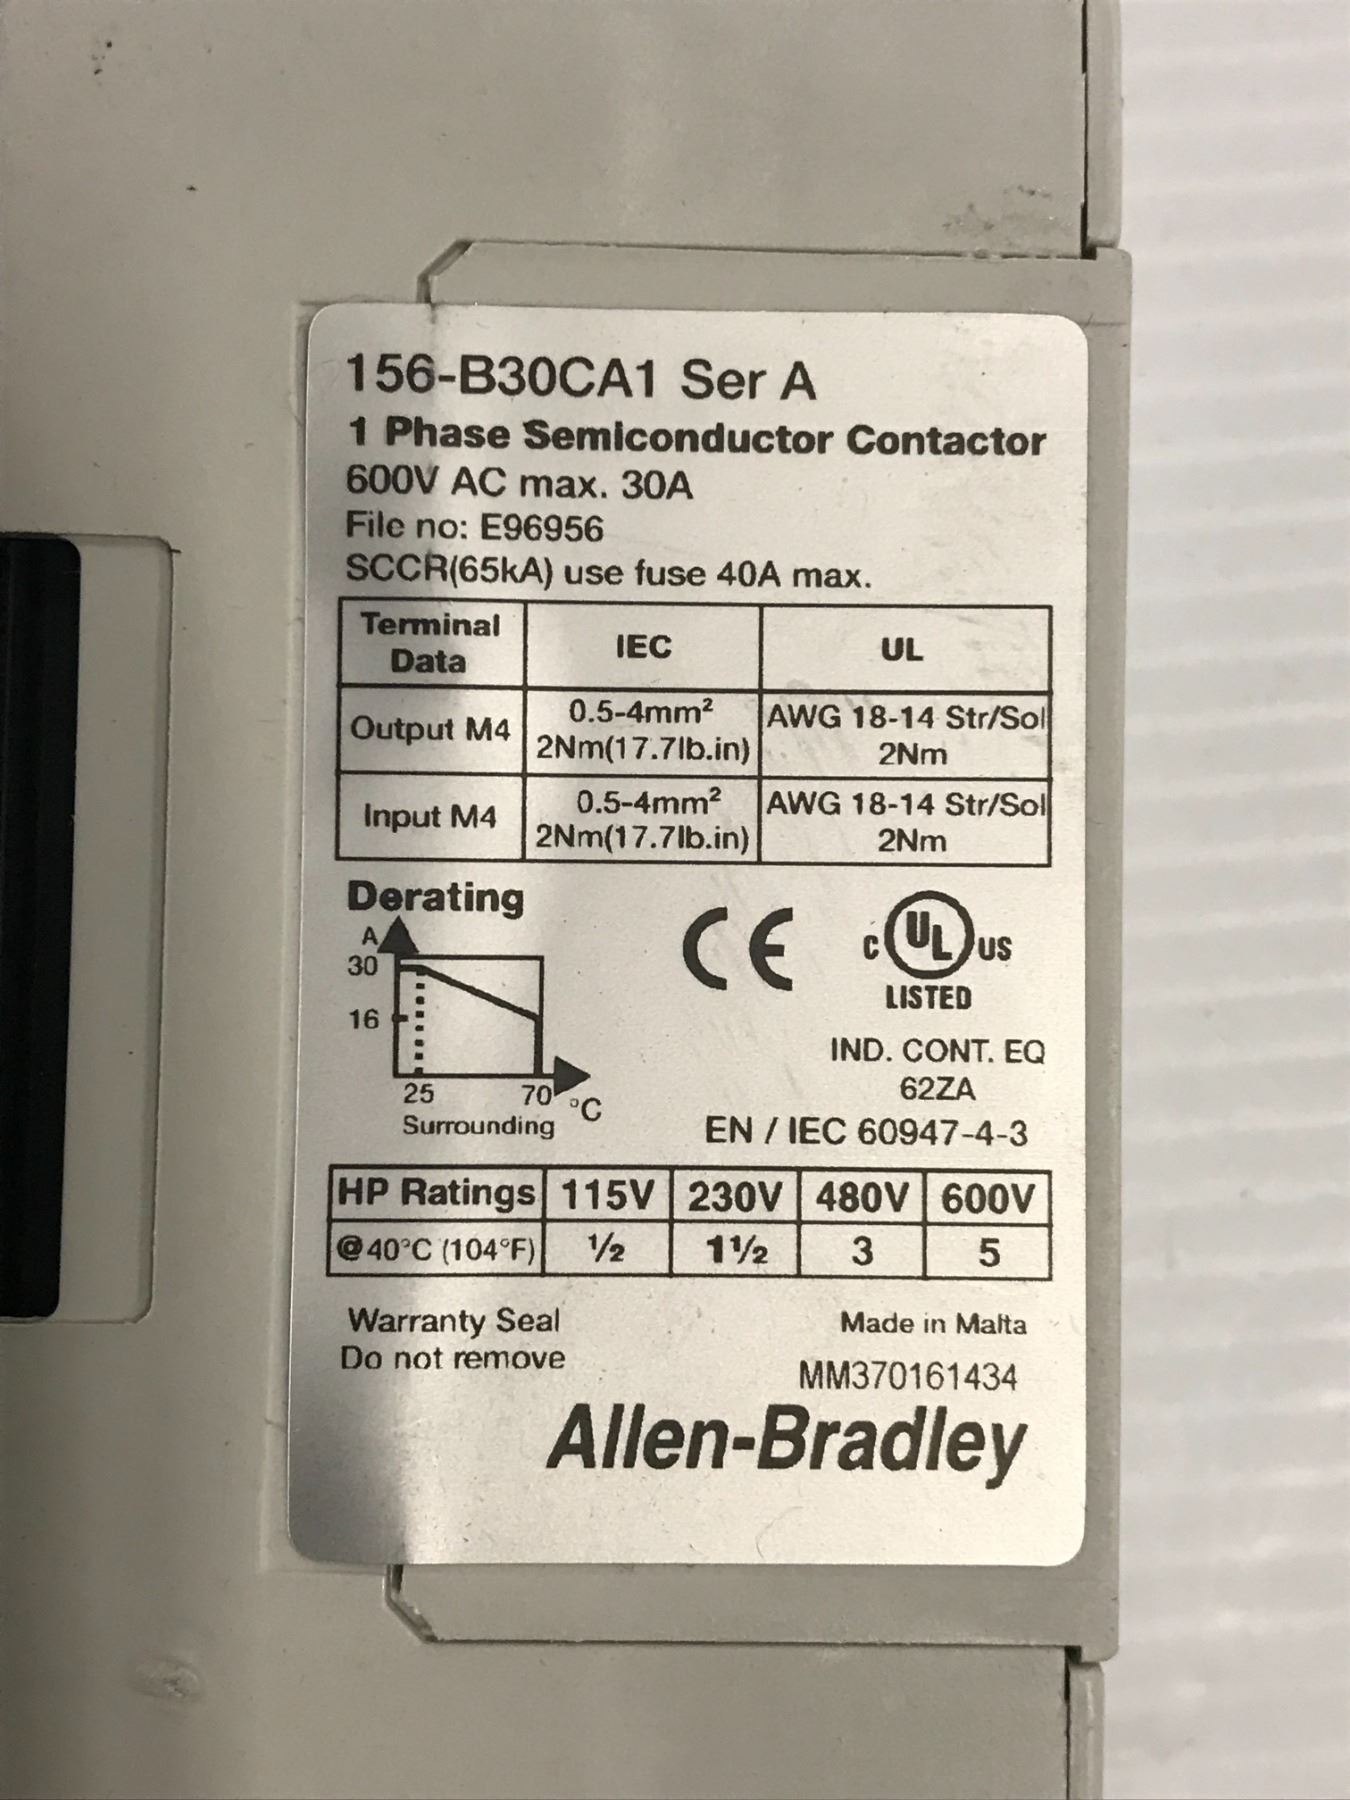 156-B30CA1 Ser A
1 Phase Semiconductor Contactor
600V AC max. 30A
File no: E96956
SCCR(65kA) use fuse 40A max.
Terminal Data IEC UL
Output M4 0.5-4mm² 2Nm(17.7lb.in) AWG 18-14 Str/Sol 2Nm
Input M4 0.5-4mm² 2Nm(17.7lb.in) AWG 18-14 Str/Sol 2Nm
Derating
A
30
16
25 70 °C
Surrounding
CE
C UL US
LISTED
IND. CONT. EQ
62ZA
EN / IEC 60947-4-3
HP Ratings 115V 230V 480V 600V
@40°C (104°F) ½ 1½ 3 5
Warranty Seal
Do not remove
Made in Malta
MM370161434
Allen-Bradley